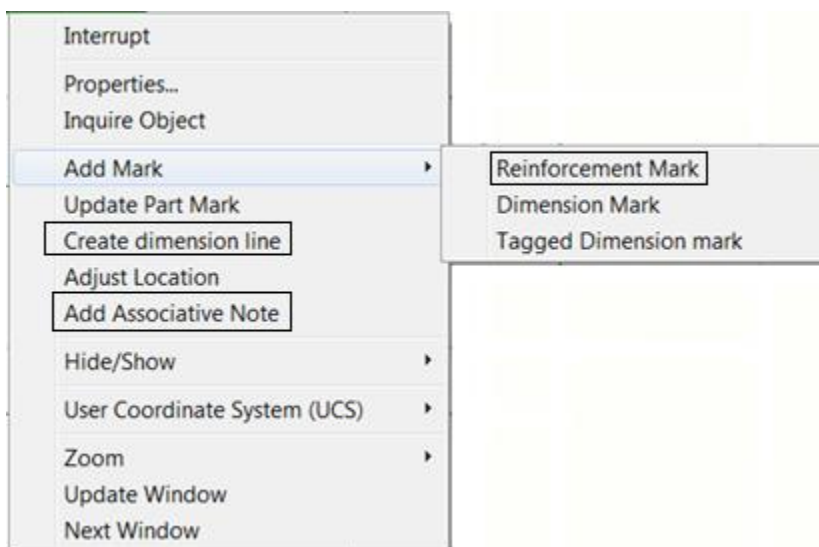 Interrupt
Properties...
Inquire Object
Add Mark
Reinforcement Mark
Update Part Mark
Dimension Mark
Create dimension line
Tagged Dimension mark
Adjust Location
Add Associative Note
Hide/Show
User Coordinate System (UCS)
Zoom
Update Window
Next Window